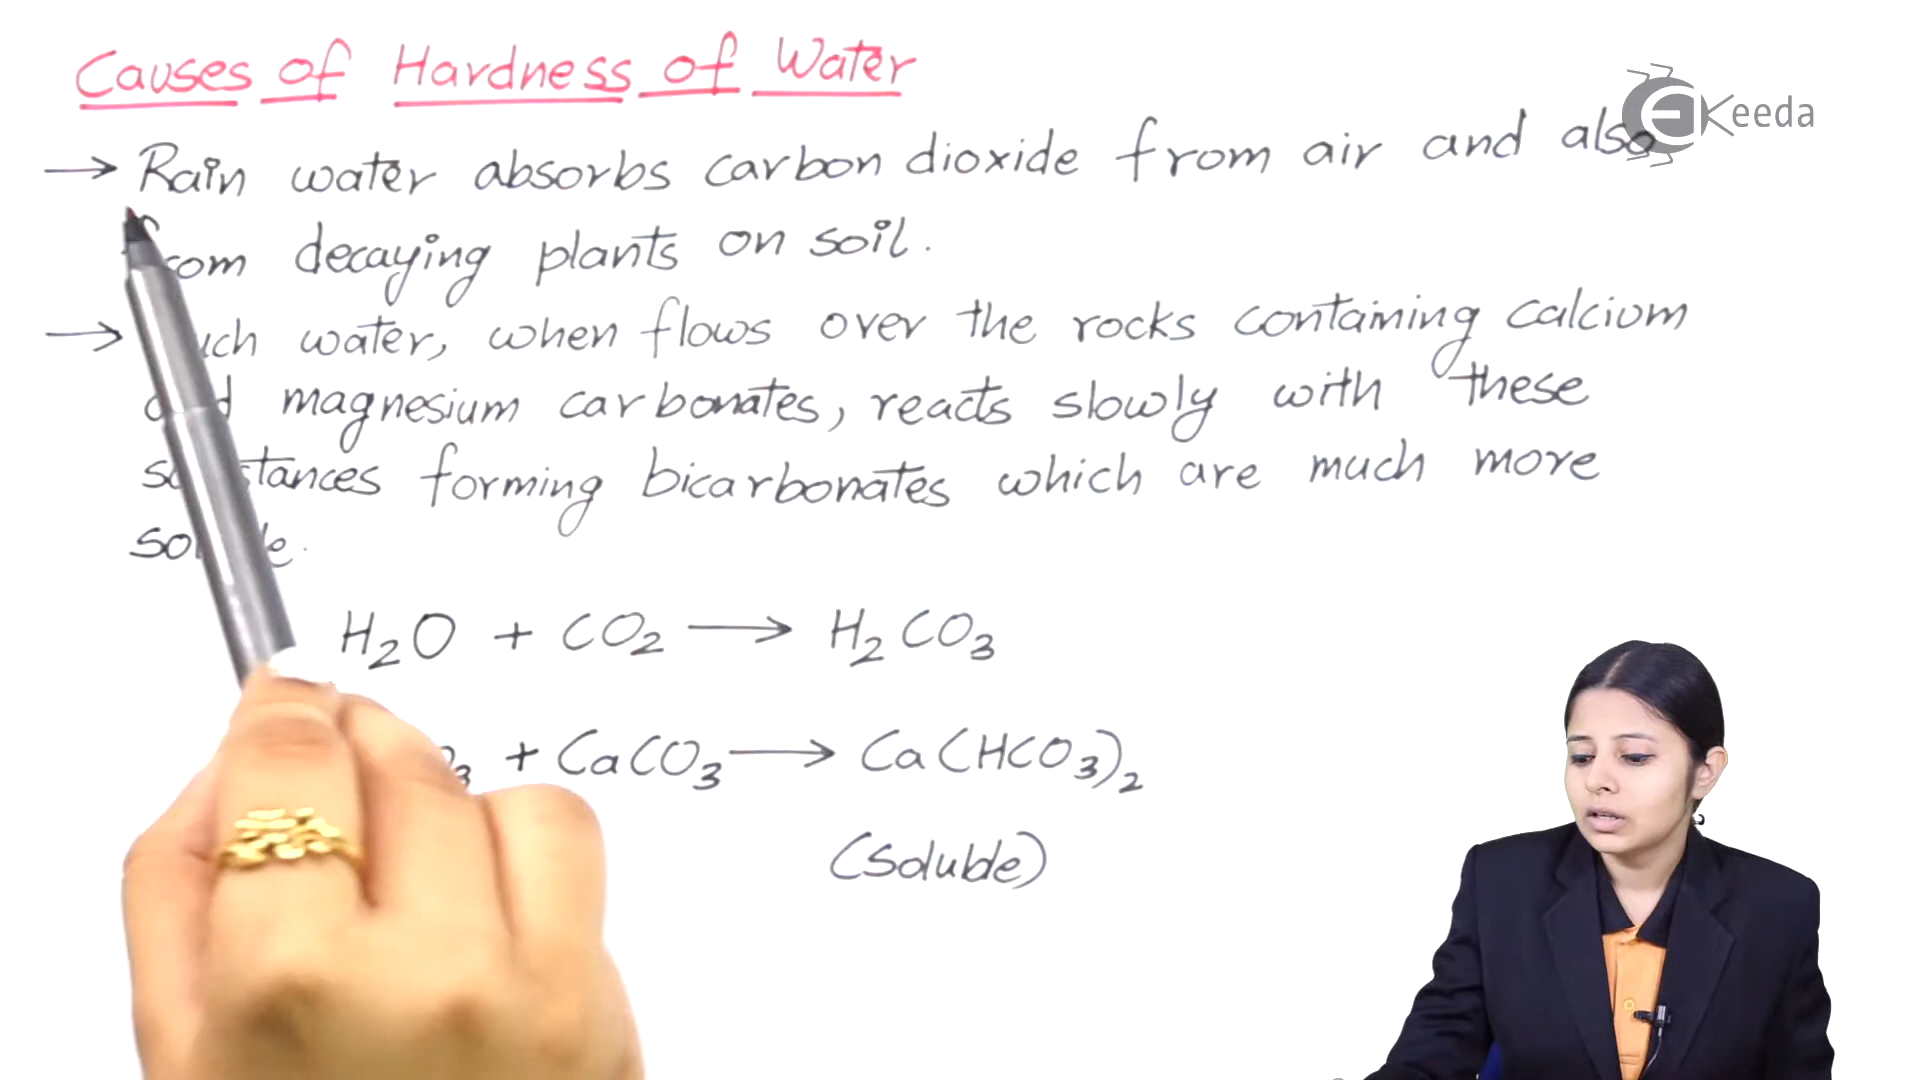 Causes of Hardness of Water
EKeeda
→ Rain water absorbs carbon dioxide from air and also
from decaying plants on soil.
→ water, when flows over the rocks containing calcium
magnesium carbonates, reacts slowly with these
forming bicarbonates which are much more
H2O + CO2 → H2CO3
+ CaCO3 → Ca(HCO3)2
(Soluble)